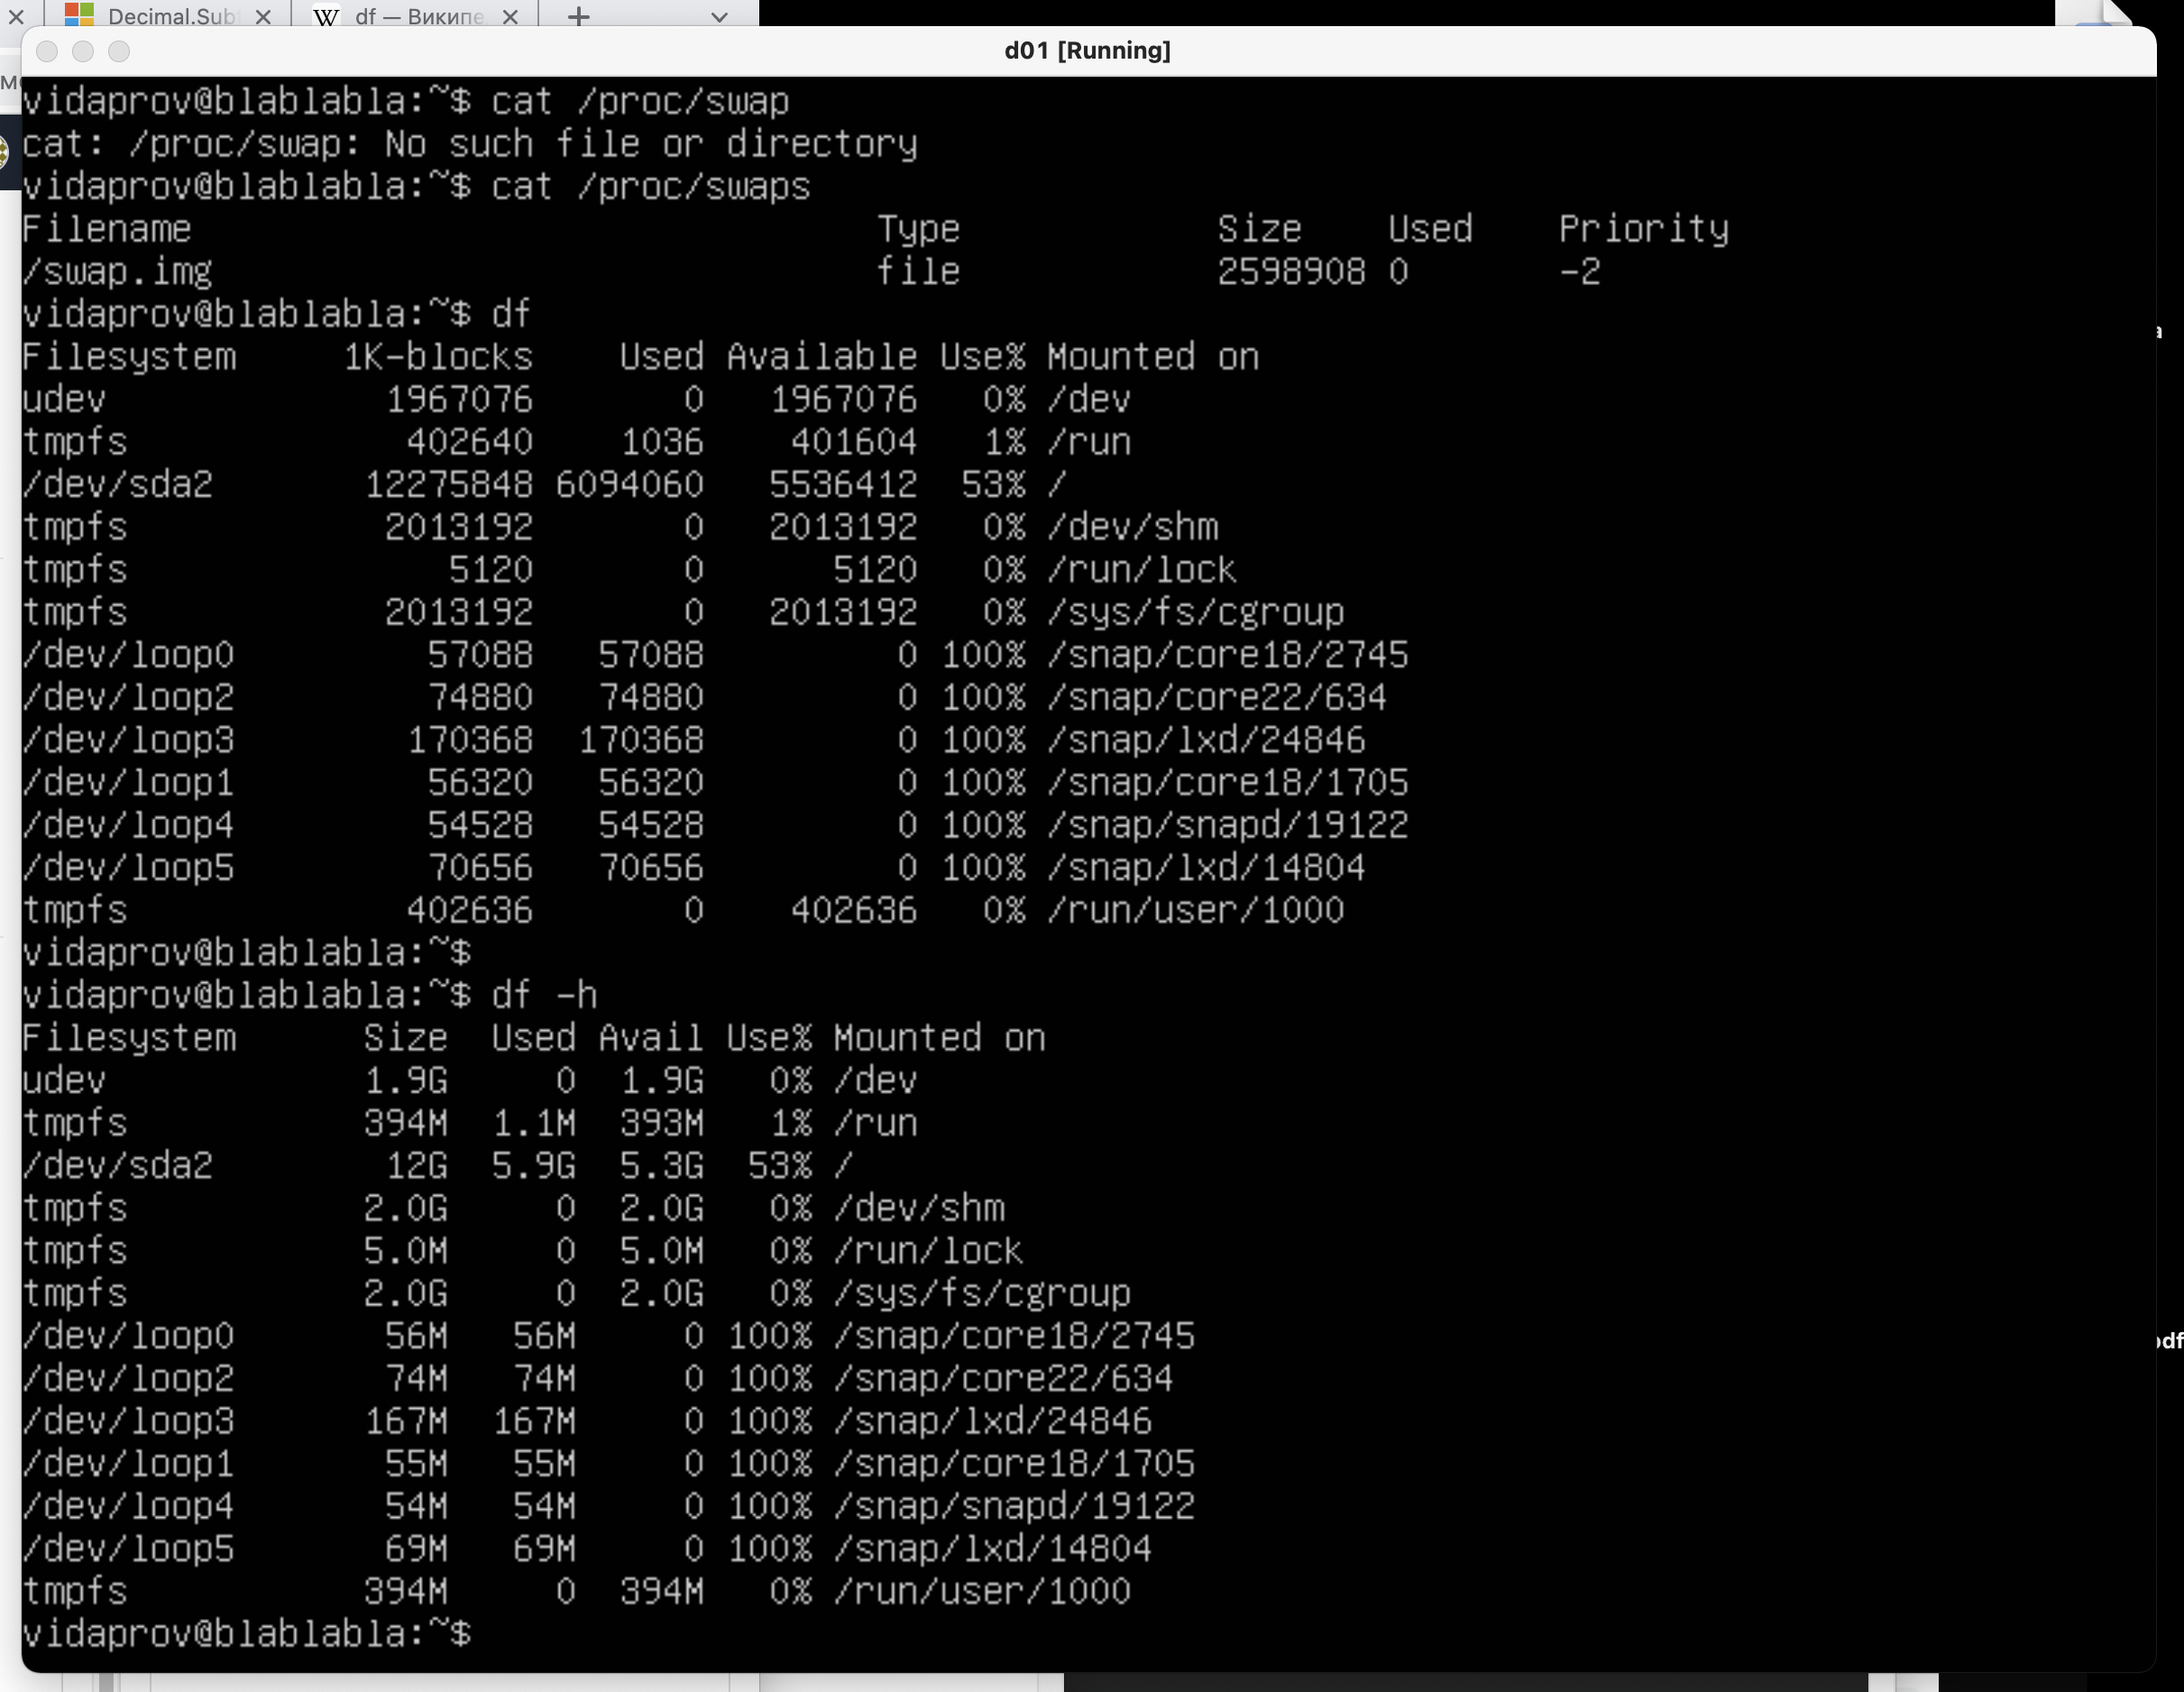 Decimal.Sub
W df — Википе
d01 [Running]
vidaprov@blablabla:~$ cat /proc/swap
cat: /proc/swap: No such file or directory
vidaprov@blablabla:~$ cat /proc/swaps
Filename Type Size Used Priority
/swap.img file 2598908 0 -2
vidaprov@blablabla:~$ df
Filesystem 1K-blocks Used Available Use% Mounted on
udev 1967076 0 1967076 0% /dev
tmpfs 402640 1036 401604 1% /run
/dev/sda2 12275848 6094060 5536412 53% /
tmpfs 2013192 0 2013192 0% /dev/shm
tmpfs 5120 0 5120 0% /run/lock
tmpfs 2013192 0 2013192 0% /sys/fs/cgroup
/dev/loop0 57088 57088 0 100% /snap/core18/2745
/dev/loop2 74880 74880 0 100% /snap/core22/634
/dev/loop3 170368 170368 0 100% /snap/lxd/24846
/dev/loop1 56320 56320 0 100% /snap/core18/1705
/dev/loop4 54528 54528 0 100% /snap/snapd/19122
/dev/loop5 70656 70656 0 100% /snap/lxd/14804
tmpfs 402636 0 402636 0% /run/user/1000
vidaprov@blablabla:~$
vidaprov@blablabla:~$ df -h
Filesystem Size Used Avail Use% Mounted on
udev 1.9G 0 1.9G 0% /dev
tmpfs 394M 1.1M 393M 1% /run
/dev/sda2 12G 5.9G 5.3G 53% /
tmpfs 2.0G 0 2.0G 0% /dev/shm
tmpfs 5.0M 0 5.0M 0% /run/lock
tmpfs 2.0G 0 2.0G 0% /sys/fs/cgroup
/dev/loop0 56M 56M 0 100% /snap/core18/2745
/dev/loop2 74M 74M 0 100% /snap/core22/634
/dev/loop3 167M 167M 0 100% /snap/lxd/24846
/dev/loop1 55M 55M 0 100% /snap/core18/1705
/dev/loop4 54M 54M 0 100% /snap/snapd/19122
/dev/loop5 69M 69M 0 100% /snap/lxd/14804
tmpfs 394M 0 394M 0% /run/user/1000
vidaprov@blablabla:~$